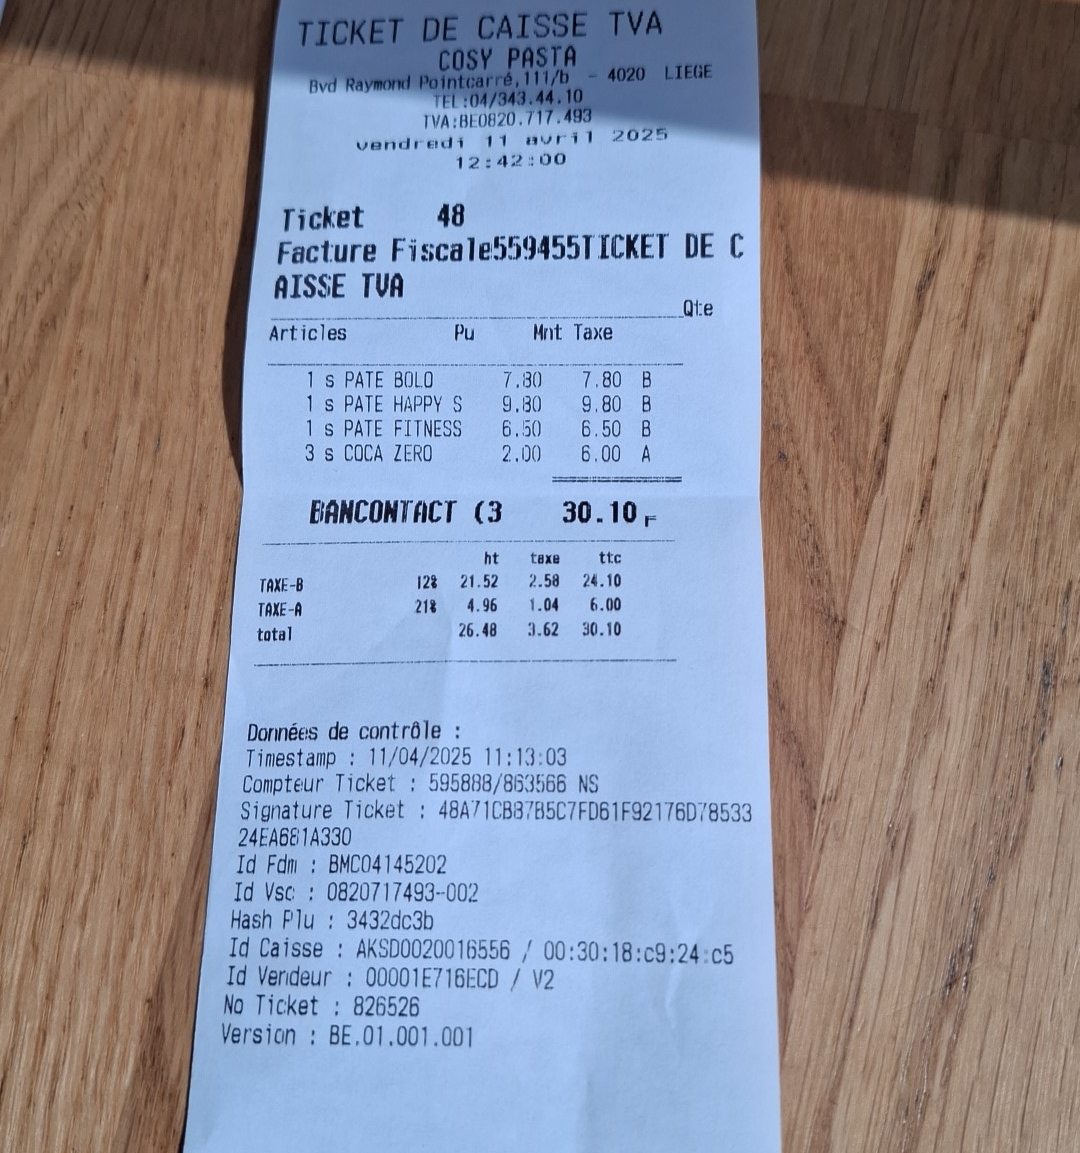 TICKET DE CAISSE TVA
COSY PASTA
Bvd Raymond Pointcarré,111/b - 4020 LIEGE
TEL:04/343.44.10
TVA:BE0820.717.493
vendredi 11 avril 2025
12:42:00
Ticket 48
Facture Fiscale559455TICKET DE C
AISSE TVA
Qte
Articles Pu Mnt Taxe
1 s PATE BOLO 7.80 7.80 B
1 s PATE HAPPY S 9.80 9.80 B
1 s PATE FITNESS 6.50 6.50 B
3 s COCA ZERO 2.00 6.00 A
BANCONTACT (3 30.10 F
ht taxe ttc
TAXE-B 12% 21.52 2.58 24.10
TAXE-A 21% 4.96 1.04 6.00
total 26.48 3.62 30.10
Données de contrôle :
Timestamp : 11/04/2025 11:13:03
Compteur Ticket : 595888/863566 NS
Signature Ticket : 48A71CB87B5C7FD61F92176D78533
24EA681A330
Id Fdm : BMC04145202
Id Vsc : 0820717493-002
Hash Plu : 3432dc3b
Id Caisse : AKSD0020016556 / 00:30:18:c9:24:c5
Id Vendeur : 00001E716ECD / V2
No Ticket : 826526
Version : BE.01.001.001